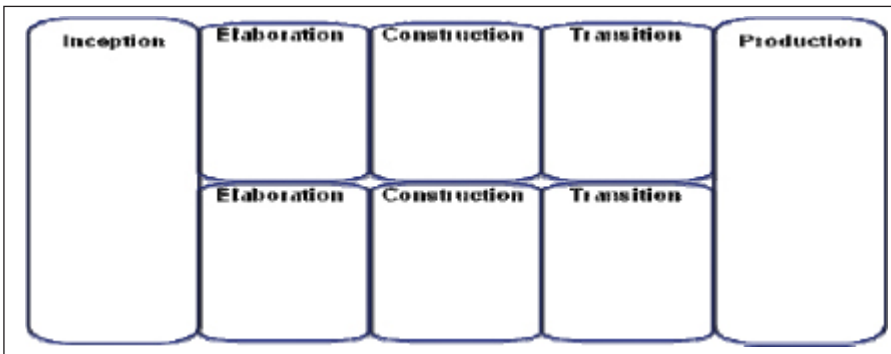 Inception
Elaboration
Construction
Transition
Production
Elaboration
Construction
Transition